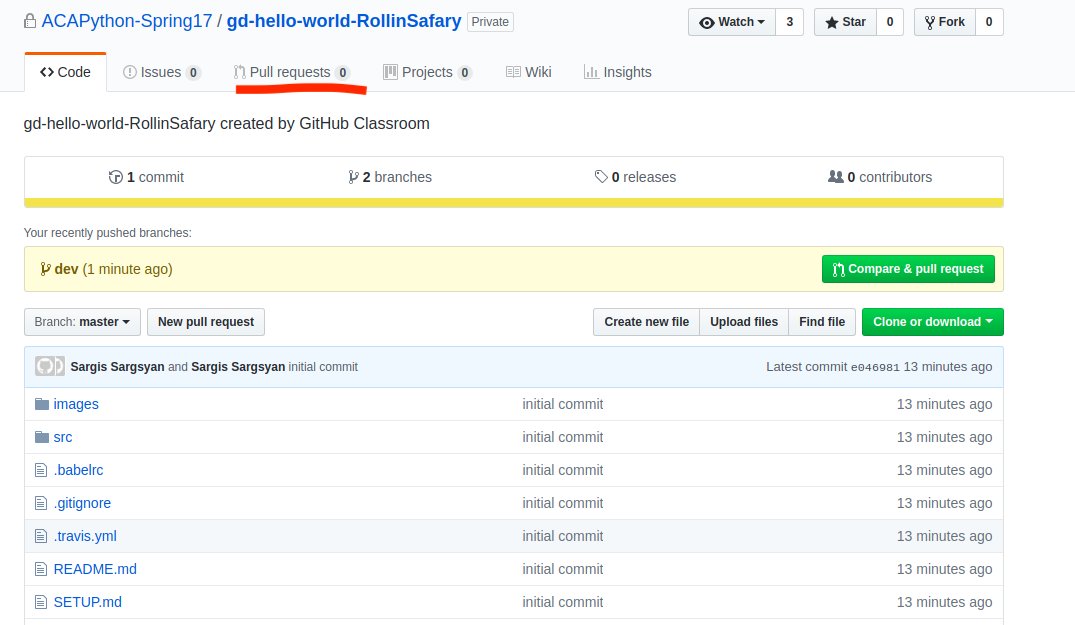 ACAPython-Spring17 / gd-hello-world-RollinSafary Private Watch 3 Star 0 Fork 0
Code Issues 0 Pull requests 0 Projects 0 Wiki Insights
gd-hello-world-RollinSafary created by GitHub Classroom
1 commit 2 branches 0 releases 0 contributors
Your recently pushed branches:
dev (1 minute ago) Compare & pull request
Branch: master New pull request Create new file Upload files Find file Clone or download
Sargis Sargsyan and Sargis Sargsyan initial commit Latest commit e046981 13 minutes ago
images initial commit 13 minutes ago
src initial commit 13 minutes ago
.babelrc initial commit 13 minutes ago
.gitignore initial commit 13 minutes ago
.travis.yml initial commit 13 minutes ago
README.md initial commit 13 minutes ago
SETUP.md initial commit 13 minutes ago